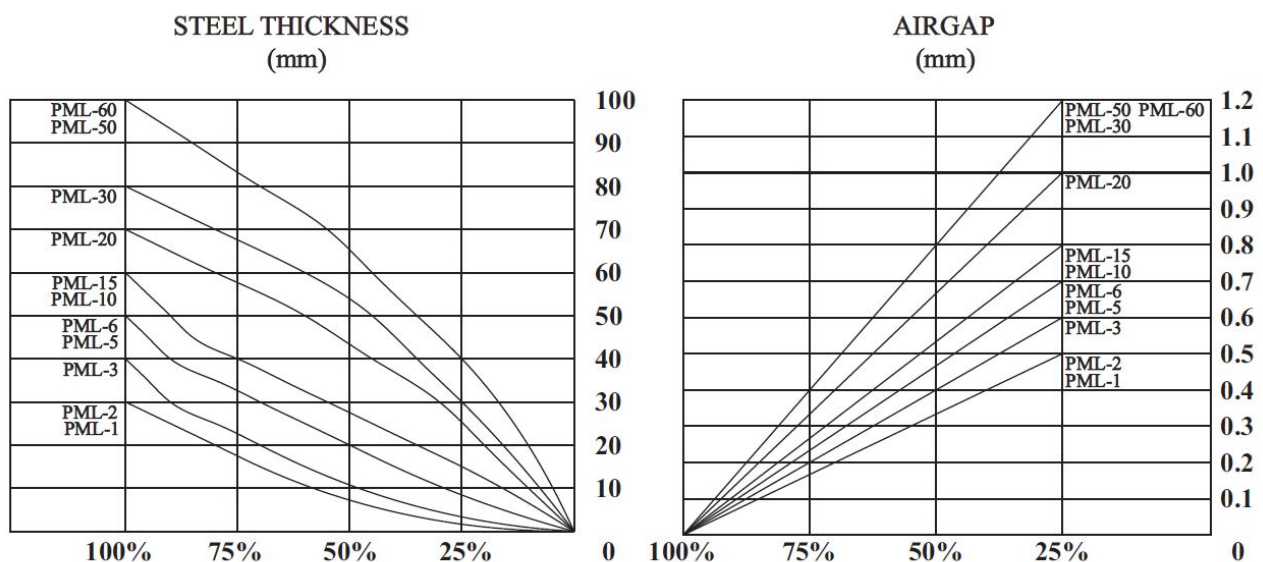 STEEL THICKNESS
(mm)
PML-60
PML-50
PML-30
PML-20
PML-15
PML-10
PML-6
PML-5
PML-3
PML-2
PML-1
100
90
80
70
60
50
40
30
20
10
100% 75% 50% 25% 0
AIRGAP
(mm)
PML-50 PML-60
PML-30
PML-20
PML-15
PML-10
PML-6
PML-5
PML-3
PML-2
PML-1
1.2
1.1
1.0
0.9
0.8
0.7
0.6
0.5
0.4
0.3
0.2
0.1
100% 75% 50% 25% 0